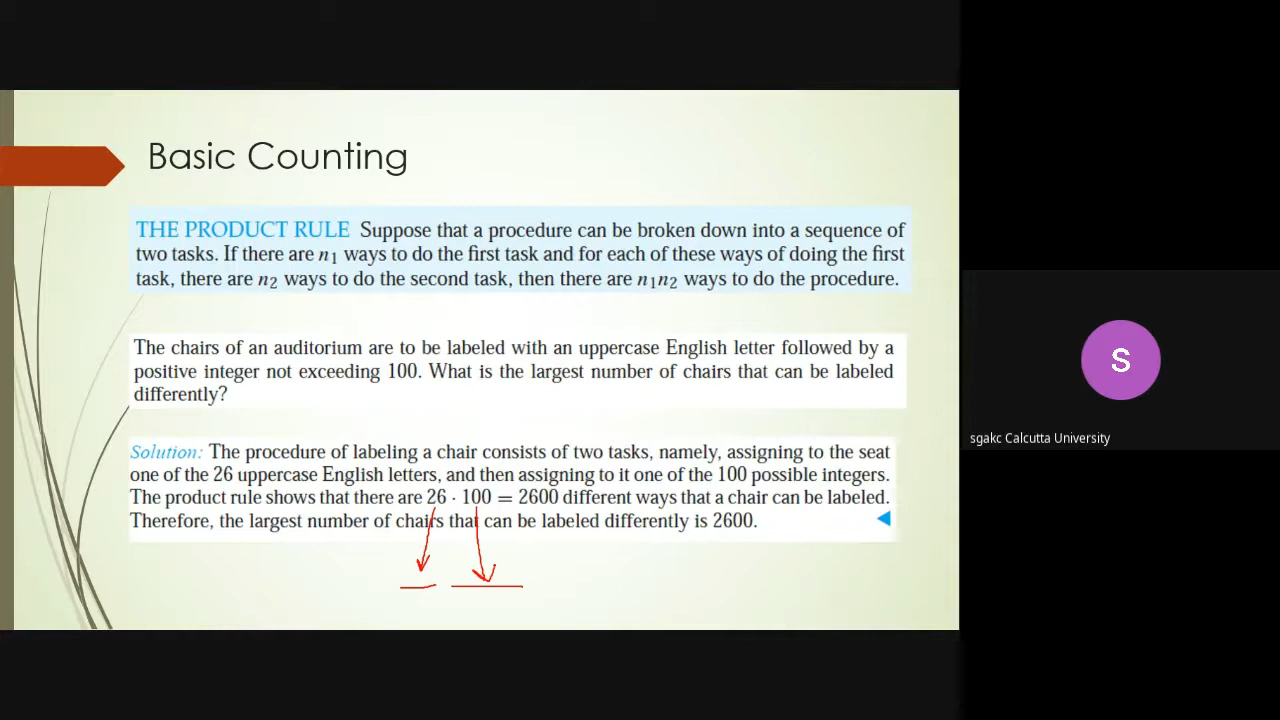 Basic Counting
THE PRODUCT RULE Suppose that a procedure can be broken down into a sequence of
two tasks. If there are n₁ ways to do the first task and for each of these ways of doing the first
task, there are n₂ ways to do the second task, then there are n₁n₂ ways to do the procedure.
The chairs of an auditorium are to be labeled with an uppercase English letter followed by a
positive integer not exceeding 100. What is the largest number of chairs that can be labeled
differently?
Solution: The procedure of labeling a chair consists of two tasks, namely, assigning to the seat
one of the 26 uppercase English letters, and then assigning to it one of the 100 possible integers.
The product rule shows that there are 26 · 100 = 2600 different ways that a chair can be labeled.
Therefore, the largest number of chairs that can be labeled differently is 2600.
S
sgakc Calcutta University